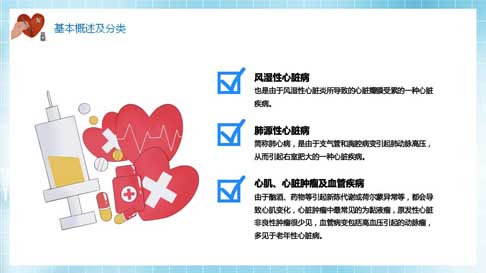 基本概述及分类
风湿性心脏病
也是由于风湿性心脏炎所导致的心脏瓣膜受累的一种心脏
疾病。
肺源性心脏病
简称肺心病，是由于支气管和胸腔病变引起肺动脉高压，
从而引起右室肥大的一种心脏疾病。
心肌、心脏肿瘤及血管疾病
由于酗酒、药物等引起新陈代谢或荷尔蒙异常等，都会导
致心肌变化，心脏肿瘤中最常见的为黏液瘤，原发性心脏
非良性肿瘤很少见，血管病变包括高血压引起的动脉瘤，
多见于老年性心脏病。